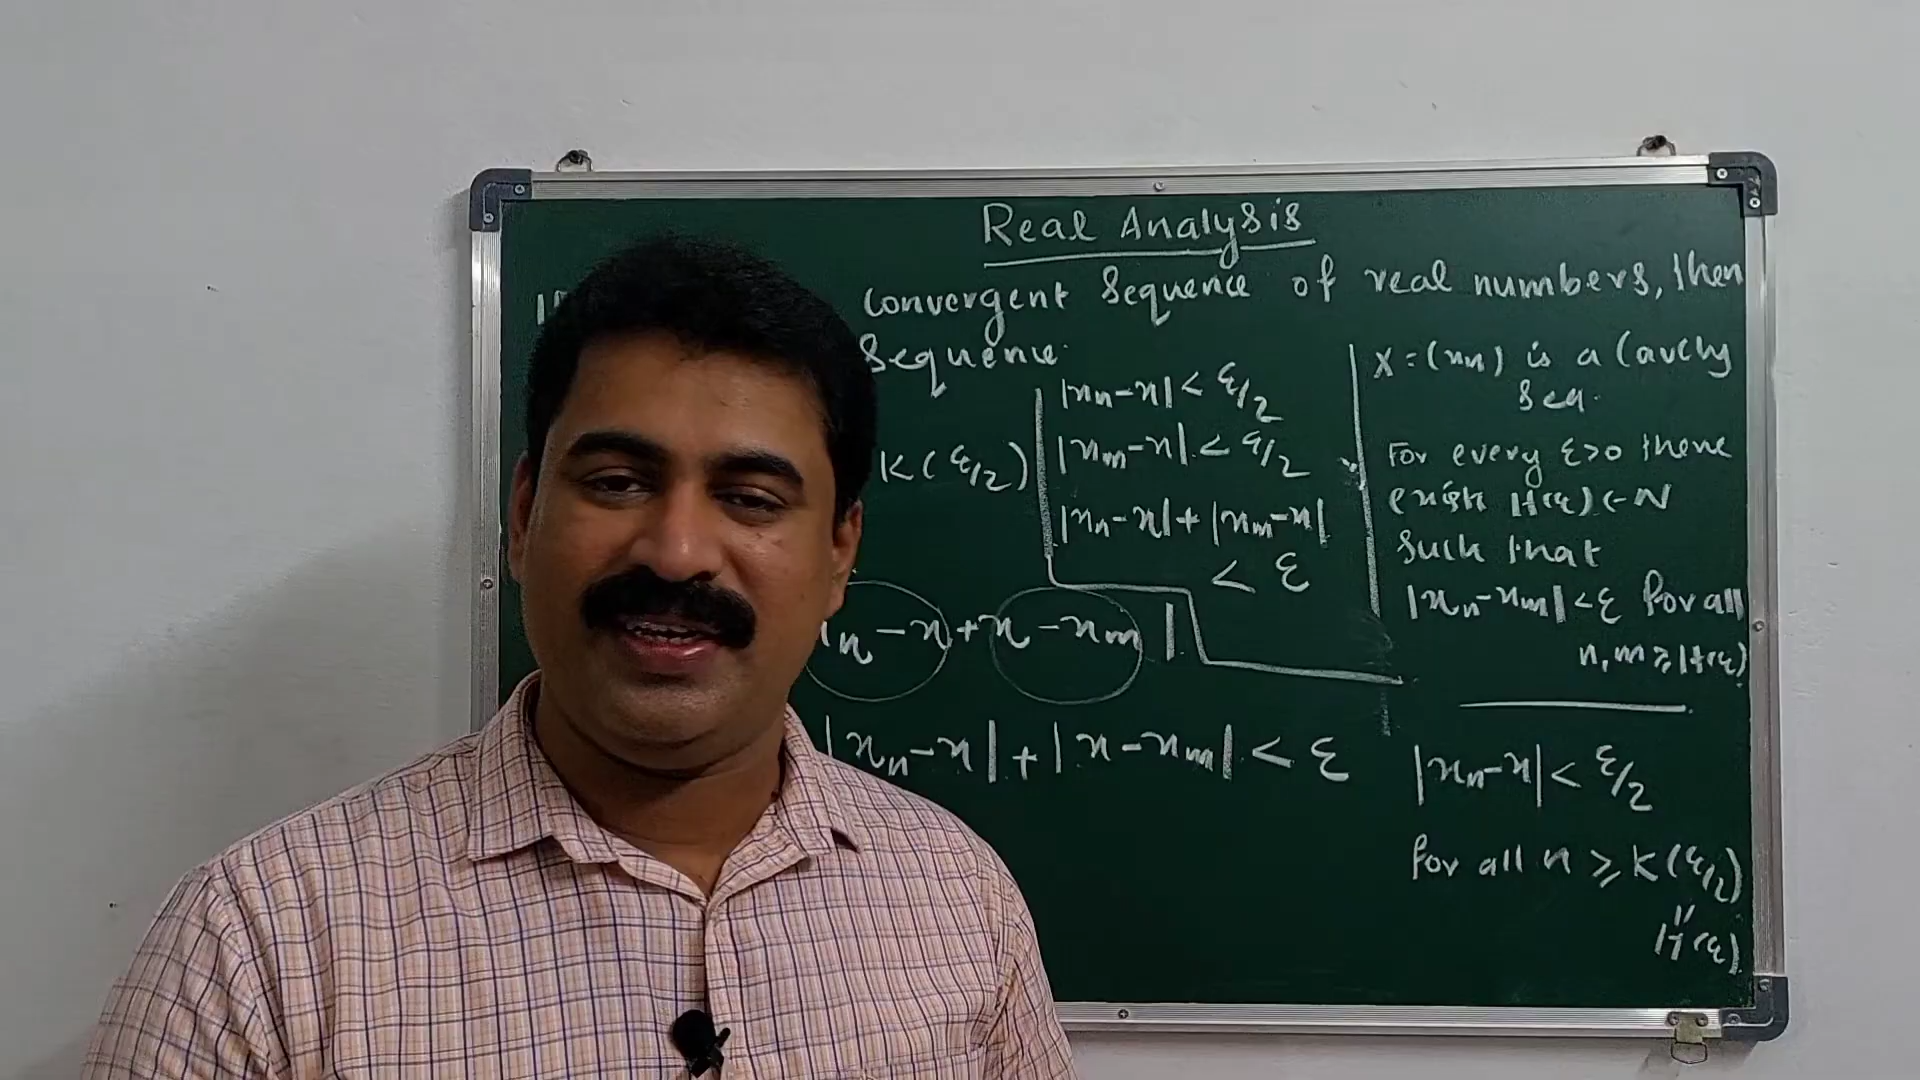 Real Analysis
convergent sequence of real numbers, then
sequence.
|xₙ-x| < ε/2
|xₘ-x| < ε/2
K(ε/2)
|xₙ-x| + |xₘ-x|
< ε
xₙ - x + x - xₘ |
|xₙ-x| + |x-xₘ| < ε
X = (xₙ) is a Cauchy
Seq.
For every ε>0 there
exists H(ε) ∈ N
such that
|xₙ-xₘ| < ε for all
n, m ≥ H(ε)
|xₙ-x| < ε/2
for all n ≥ K(ε/2)
"
H(ε)